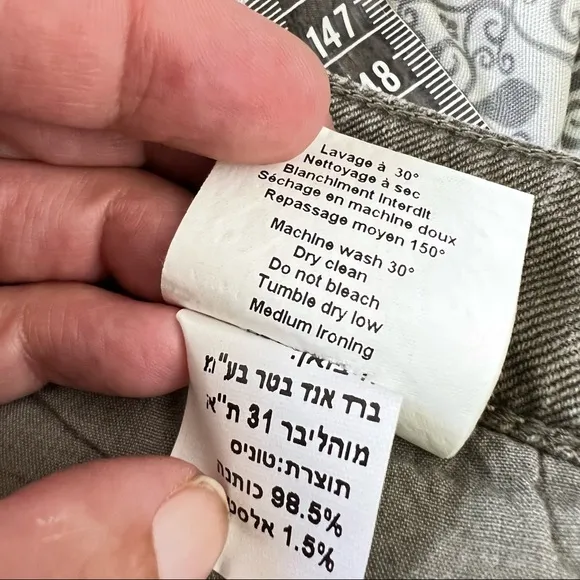 147
18
Lavage à 30°
Nettoyage à sec
Blanchiment interdit
Séchage en machine doux
Repassage moyen 150°
Machine wash 30°
Dry clean
Do not bleach
Tumble dry low
Medium ironing
ברד אנד בטר בע"מ
מוהליבר 31 ת"א
תוצרת:טוניס
98.5% כותנה
1.5%